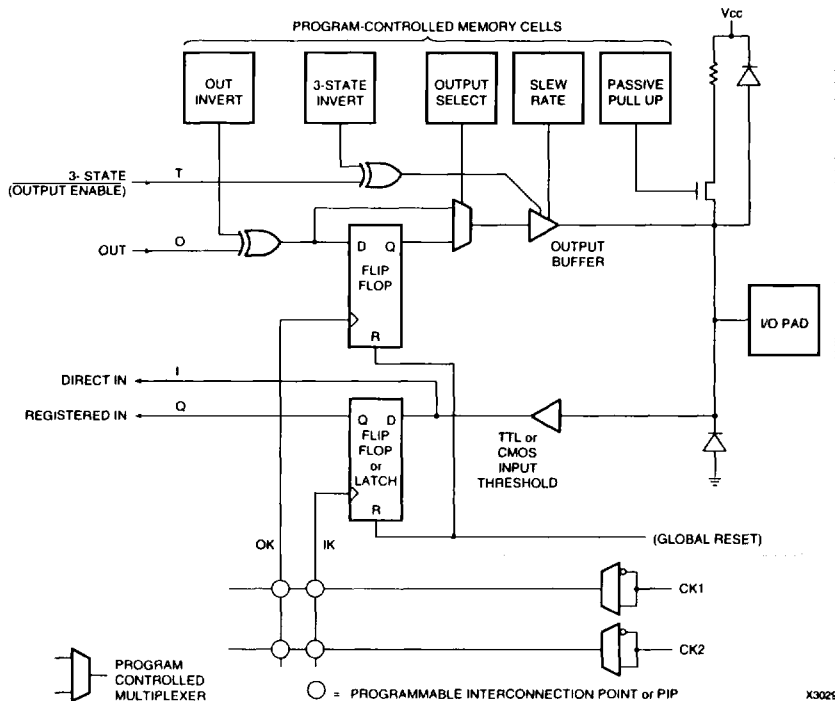 PROGRAM-CONTROLLED MEMORY CELLS
Vcc
OUT
INVERT
3-STATE
INVERT
OUTPUT
SELECT
SLEW
RATE
PASSIVE
PULL UP
3- STATE
(OUTPUT ENABLE)
T
OUT
O
D Q
FLIP
FLOP
R
OUTPUT
BUFFER
I/O PAD
DIRECT IN
I
REGISTERED IN
Q
Q D
FLIP
FLOP
or
LATCH
R
TTL or
CMOS
INPUT
THRESHOLD
OK
IK
(GLOBAL RESET)
CK1
CK2
PROGRAM
CONTROLLED
MULTIPLEXER
= PROGRAMMABLE INTERCONNECTION POINT or PIP
X3029